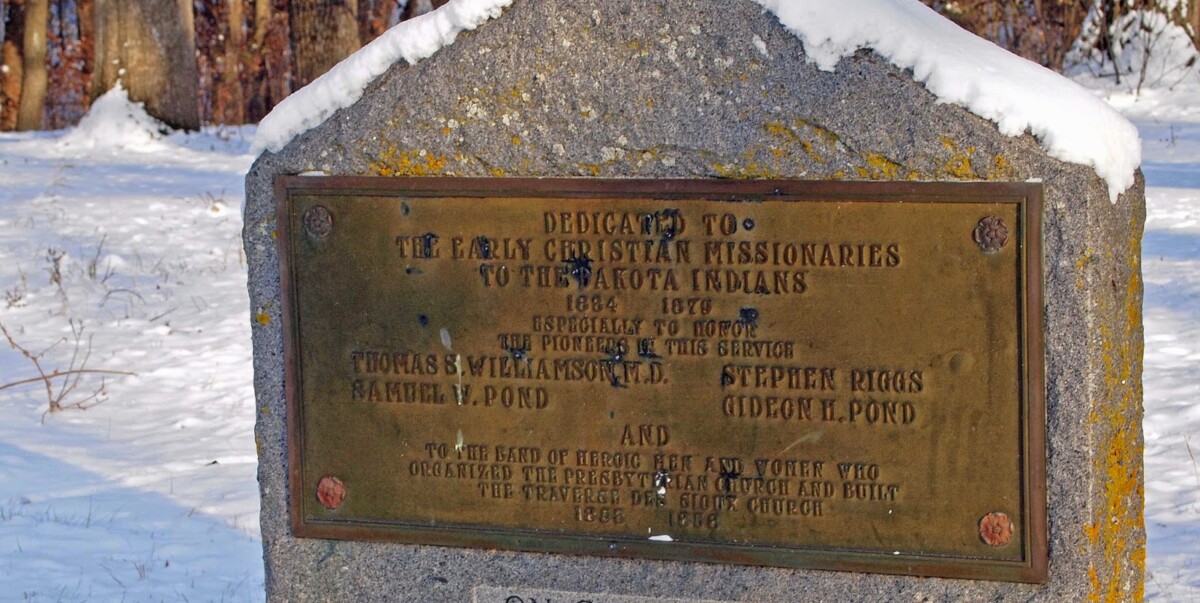 DEDICATED TO
THE EARLY CHRISTIAN MISSIONARIES
TO THE DAKOTA INDIANS
1834 1879
ESPECIALLY TO HONOR
THE PIONEERS IN THIS SERVICE
THOMAS S. WILLIAMSON, M.D. STEPHEN RIGGS
SAMUEL W. POND GIDEON H. POND
AND
TO THE BAND OF HEROIC MEN AND WOMEN WHO
ORGANIZED THE PRESBYTERIAN CHURCH AND BUILT
THE TRAVERSE DES SIOUX CHURCH